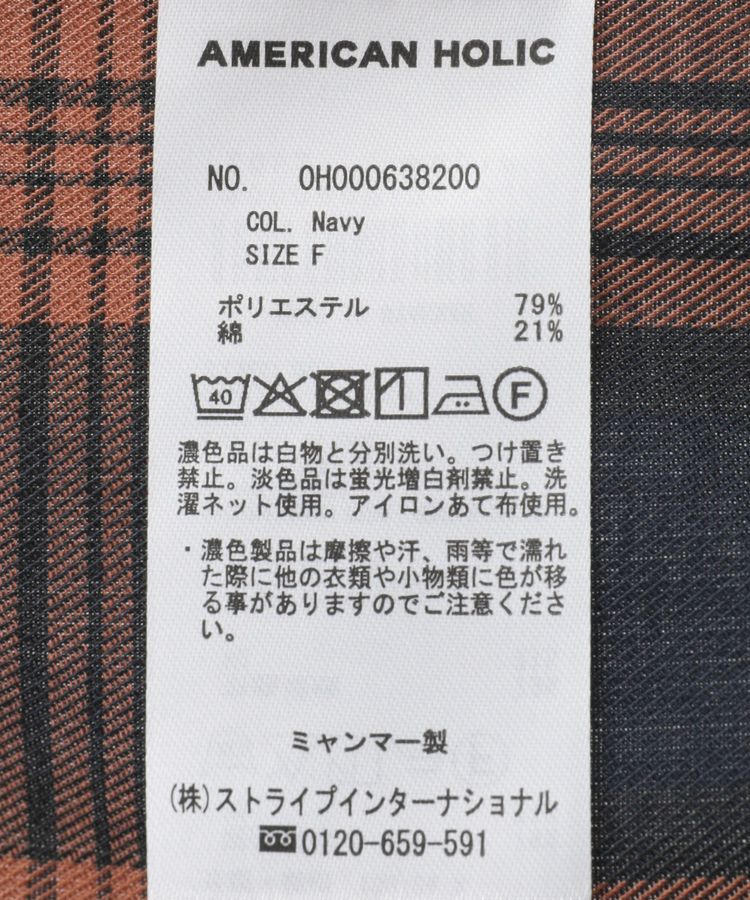 AMERICAN HOLIC
NO. OH000638200
COL. Navy
SIZE F
ポリエステル 79%
綿 21%
40 F
濃色品は白物と分別洗い。つけ置き
禁止。淡色品は蛍光増白剤禁止。洗
濯ネット使用。アイロンあて布使用。
・濃色製品は摩擦や汗、雨等で濡れ
た際に他の衣類や小物類に色が移
る事がありますのでご注意くださ
い。
ミャンマー製
(株)ストライプインターナショナル
0120-659-591